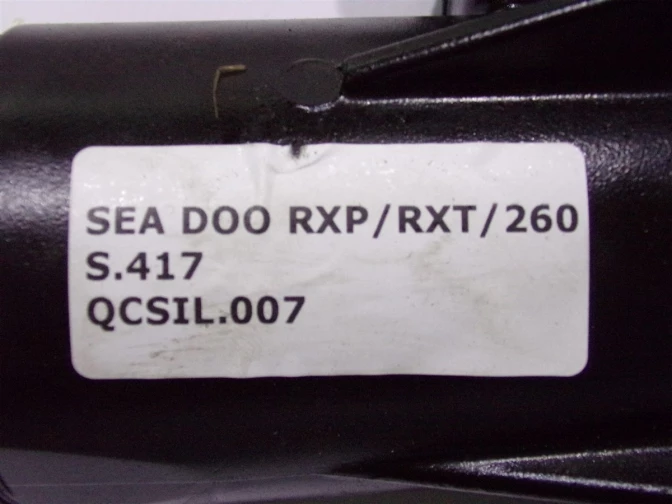 SEA DOO RXP/RXT/260
S.417
QCSIL.007